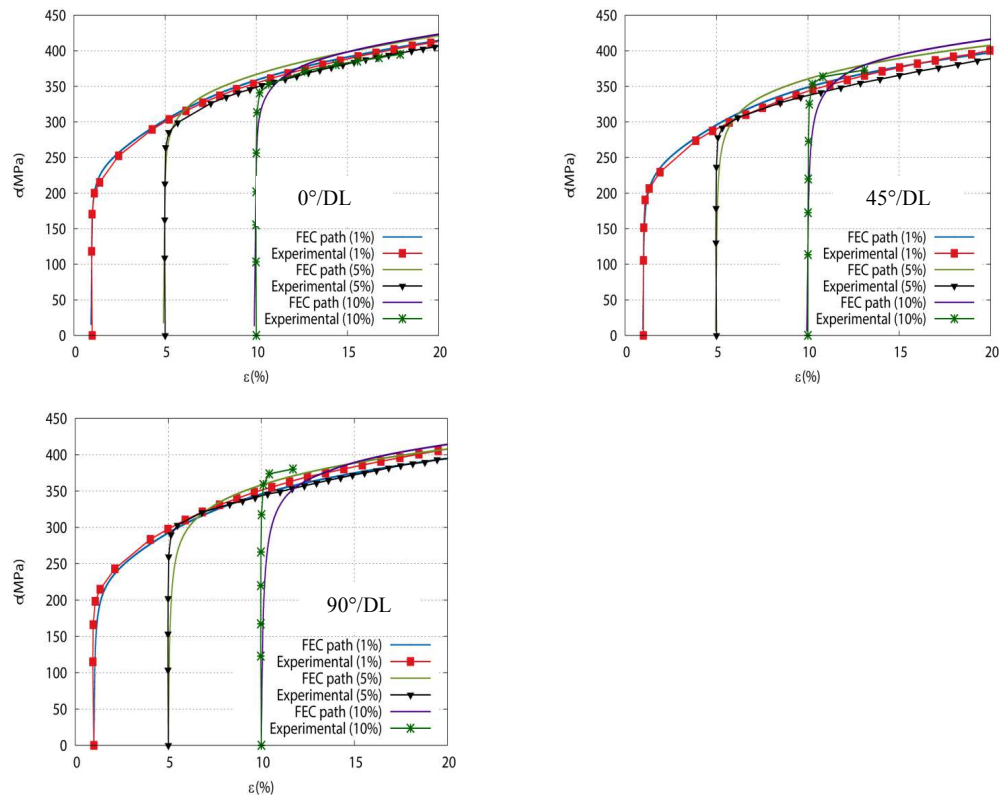 450
400
350
300
250
200
150
100
50
0
σ(MPa)
0°/DL
FEC path (1%)
Experimental (1%)
FEC path (5%)
Experimental (5%)
FEC path (10%)
Experimental (10%)
0 5 10 15 20
ε(%)
450
400
350
300
250
200
150
100
50
0
σ(MPa)
45°/DL
FEC path (1%)
Experimental (1%)
FEC path (5%)
Experimental (5%)
FEC path (10%)
Experimental (10%)
0 5 10 15 20
ε(%)
450
400
350
300
250
200
150
100
50
0
σ(MPa)
90°/DL
FEC path (1%)
Experimental (1%)
FEC path (5%)
Experimental (5%)
FEC path (10%)
Experimental (10%)
0 5 10 15 20
ε(%)